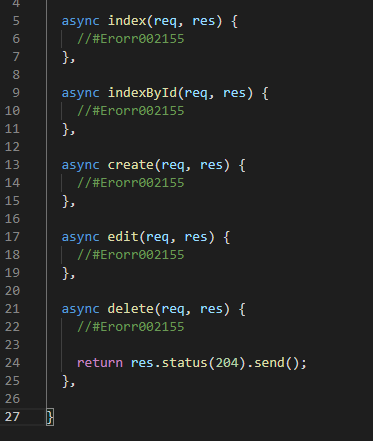 4
5 async index(req, res) {
6 //#Erorr002155
7 },
8
9 async indexById(req, res) {
10 //#Erorr002155
11 },
12
13 async create(req, res) {
14 //#Erorr002155
15 },
16
17 async edit(req, res) {
18 //#Erorr002155
19 },
20
21 async delete(req, res) {
22 //#Erorr002155
23
24 return res.status(204).send();
25 },
26
27 }